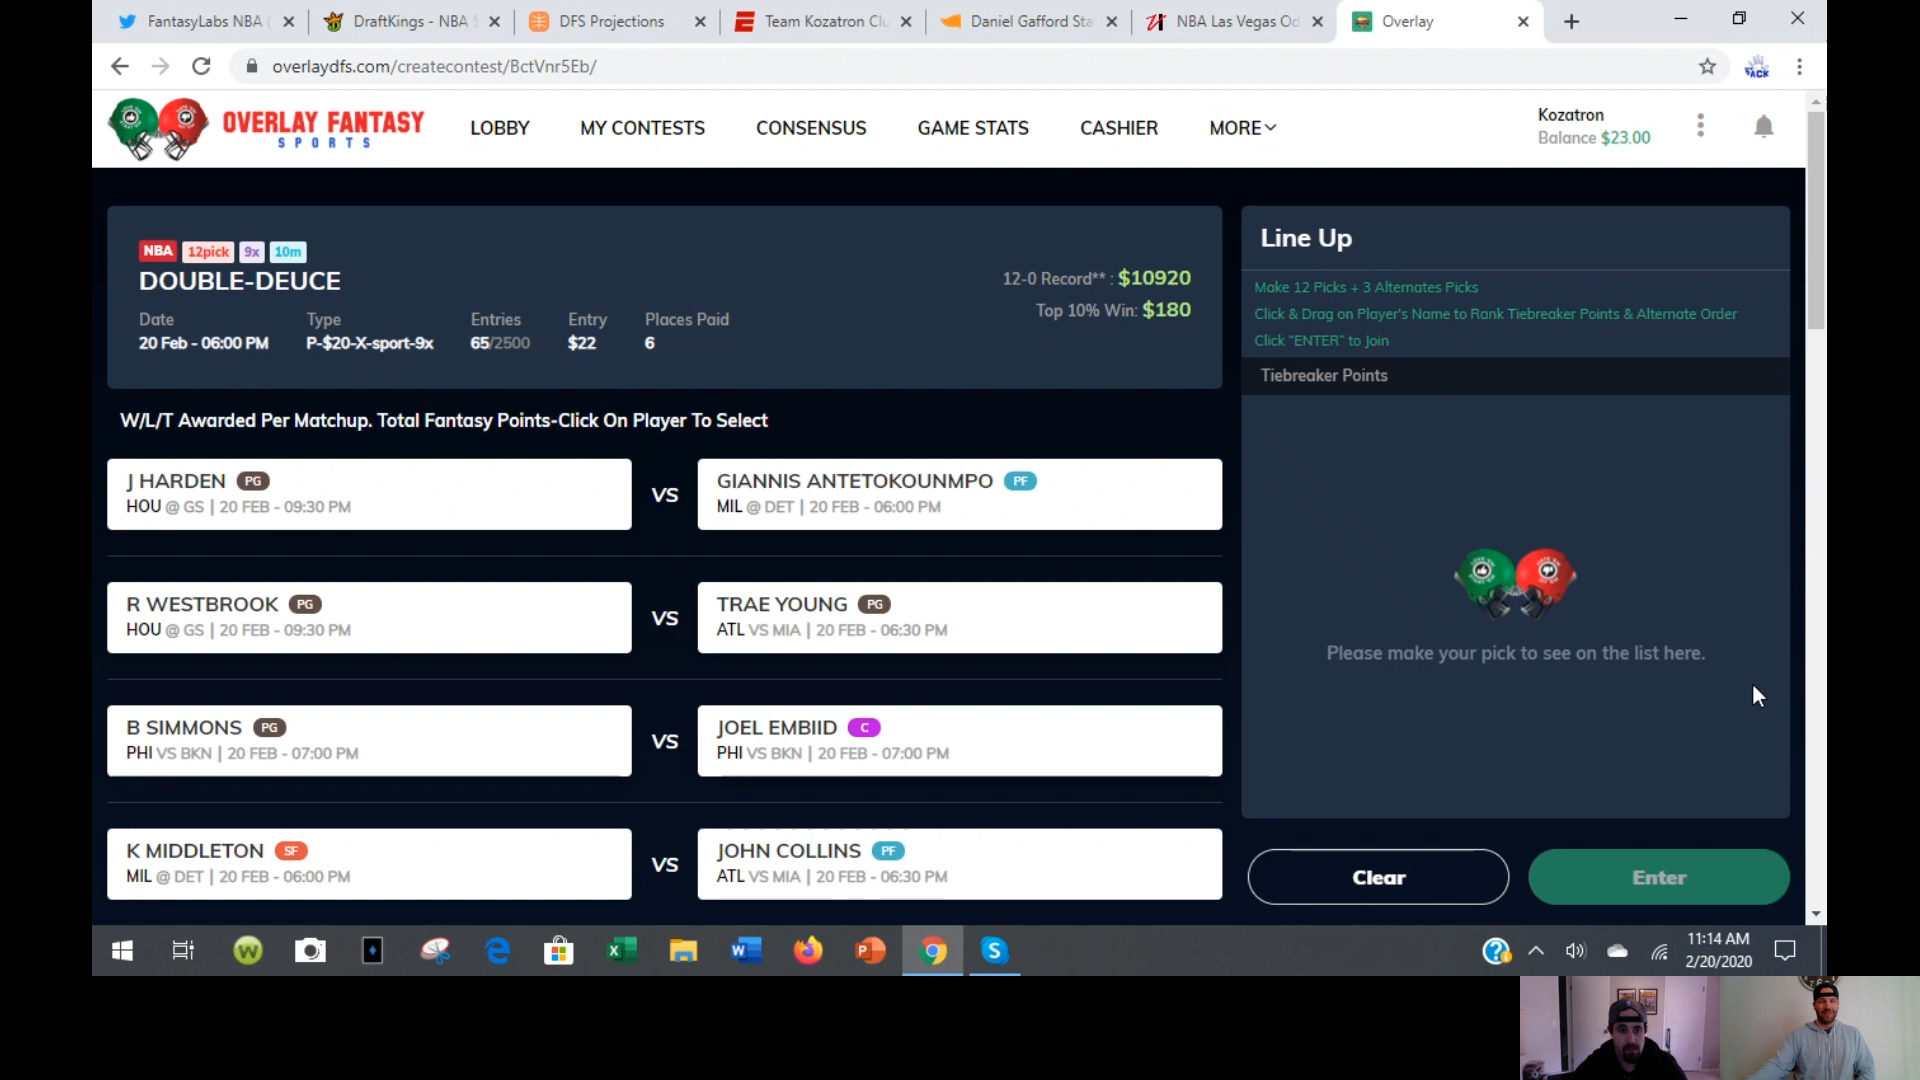 FantasyLabs NBA
DraftKings - NBA
DFS Projections
Team Kozatron Clu
Daniel Gafford Sta
NBA Las Vegas Od
Overlay
overlaydfs.com/createcontest/BctVnr5Eb/
OVERLAY FANTASY
SPORTS
LOBBY
MY CONTESTS
CONSENSUS
GAME STATS
CASHIER
MORE
Kozatron
Balance $23.00
NBA 12pick 9x 10m
DOUBLE-DEUCE
12-0 Record** : $10920
Top 10% Win: $180
Date
Type
Entries
Entry
Places Paid
20 Feb - 06:00 PM
P-$20-X-sport-9x
65/2500
$22
6
Line Up
Make 12 Picks + 3 Alternates Picks
Click & Drag on Player's Name to Rank Tiebreaker Points & Alternate Order
Click "ENTER" to Join
Tiebreaker Points
Please make your pick to see on the list here.
Clear
Enter
W/L/T Awarded Per Matchup. Total Fantasy Points-Click On Player To Select
J HARDEN PG
HOU @ GS | 20 FEB - 09:30 PM
VS
GIANNIS ANTETOKOUNMPO PF
MIL @ DET | 20 FEB - 06:00 PM
R WESTBROOK PG
HOU @ GS | 20 FEB - 09:30 PM
VS
TRAE YOUNG PG
ATL VS MIA | 20 FEB - 06:30 PM
B SIMMONS PG
PHI VS BKN | 20 FEB - 07:00 PM
VS
JOEL EMBIID C
PHI VS BKN | 20 FEB - 07:00 PM
K MIDDLETON SF
MIL @ DET | 20 FEB - 06:00 PM
VS
JOHN COLLINS PF
ATL VS MIA | 20 FEB - 06:30 PM
11:14 AM
2/20/2020